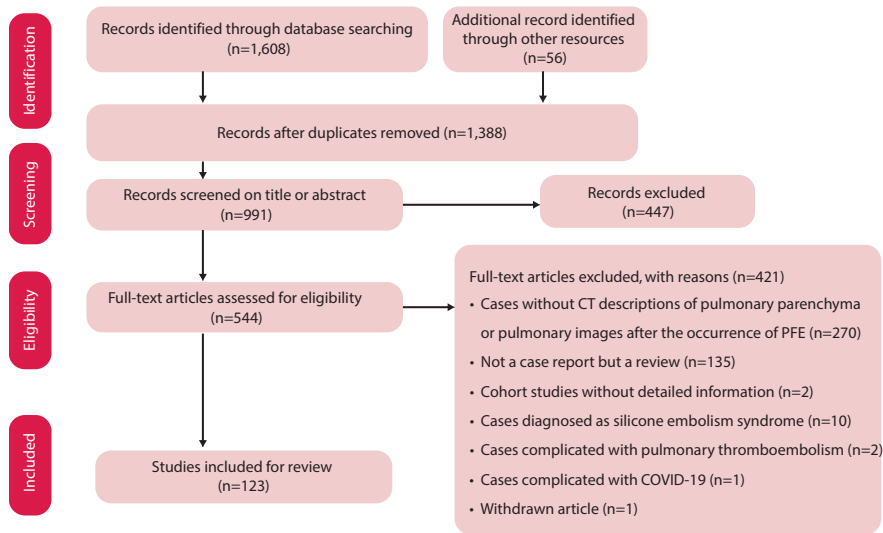 Identification
Records identified through database searching
(n=1,608)
Additional record identified
through other resources
(n=56)
Records after duplicates removed (n=1,388)
Screening
Records screened on title or abstract
(n=991)
Records excluded
(n=447)
Eligibility
Full-text articles assessed for eligibility
(n=544)
Full-text articles excluded, with reasons (n=421)
• Cases without CT descriptions of pulmonary parenchyma
or pulmonary images after the occurrence of PFE (n=270)
• Not a case report but a review (n=135)
• Cohort studies without detailed information (n=2)
• Cases diagnosed as silicone embolism syndrome (n=10)
• Cases complicated with pulmonary thromboembolism (n=2)
• Cases complicated with COVID-19 (n=1)
• Withdrawn article (n=1)
Included
Studies included for review
(n=123)